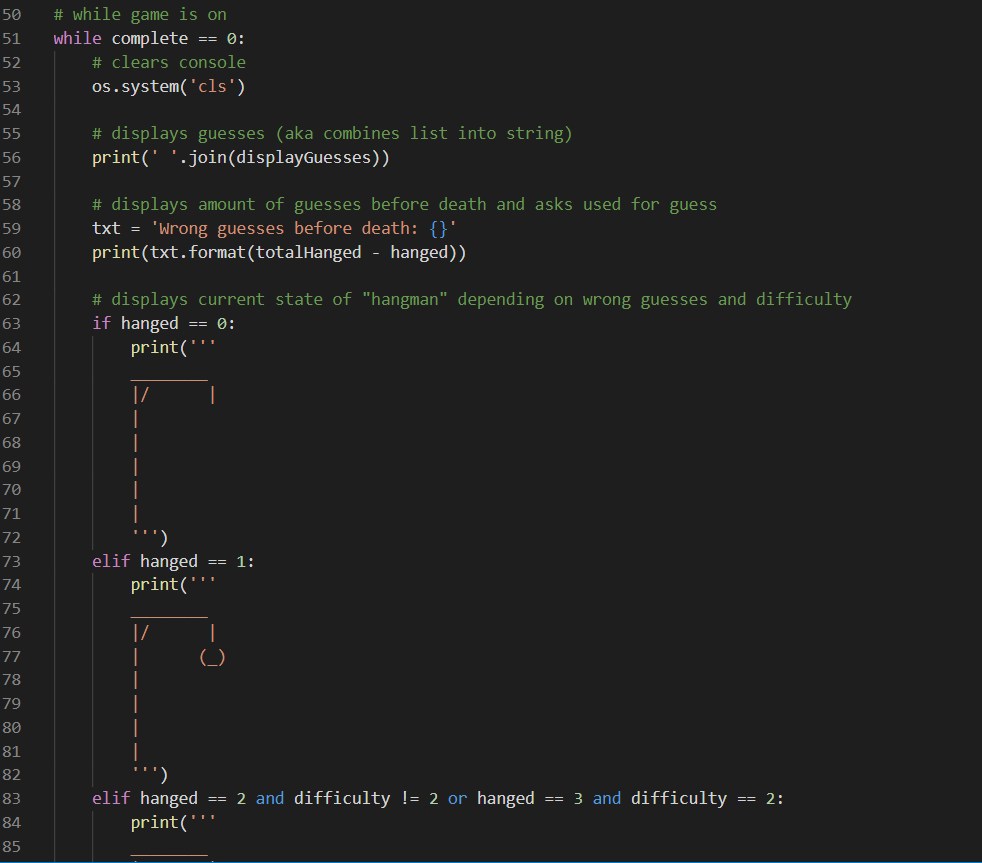 50 # while game is on
51 while complete == 0:
52     # clears console
53     os.system('cls')
54
55     # displays guesses (aka combines list into string)
56     print(' '.join(displayGuesses))
57
58     # displays amount of guesses before death and asks used for guess
59     txt = 'Wrong guesses before death: {}'
60     print(txt.format(totalHanged - hanged))
61
62     # displays current state of "hangman" depending on wrong guesses and difficulty
63     if hanged == 0:
64         print('''
65         ________
66         |/      |
67         |
68         |
69         |
70         |
71         |
72         ''')
73     elif hanged == 1:
74         print('''
75         ________
76         |/      |
77         |      (_)
78         |
79         |
80         |
81         |
82         ''')
83     elif hanged == 2 and difficulty != 2 or hanged == 3 and difficulty == 2:
84         print('''
85         ________